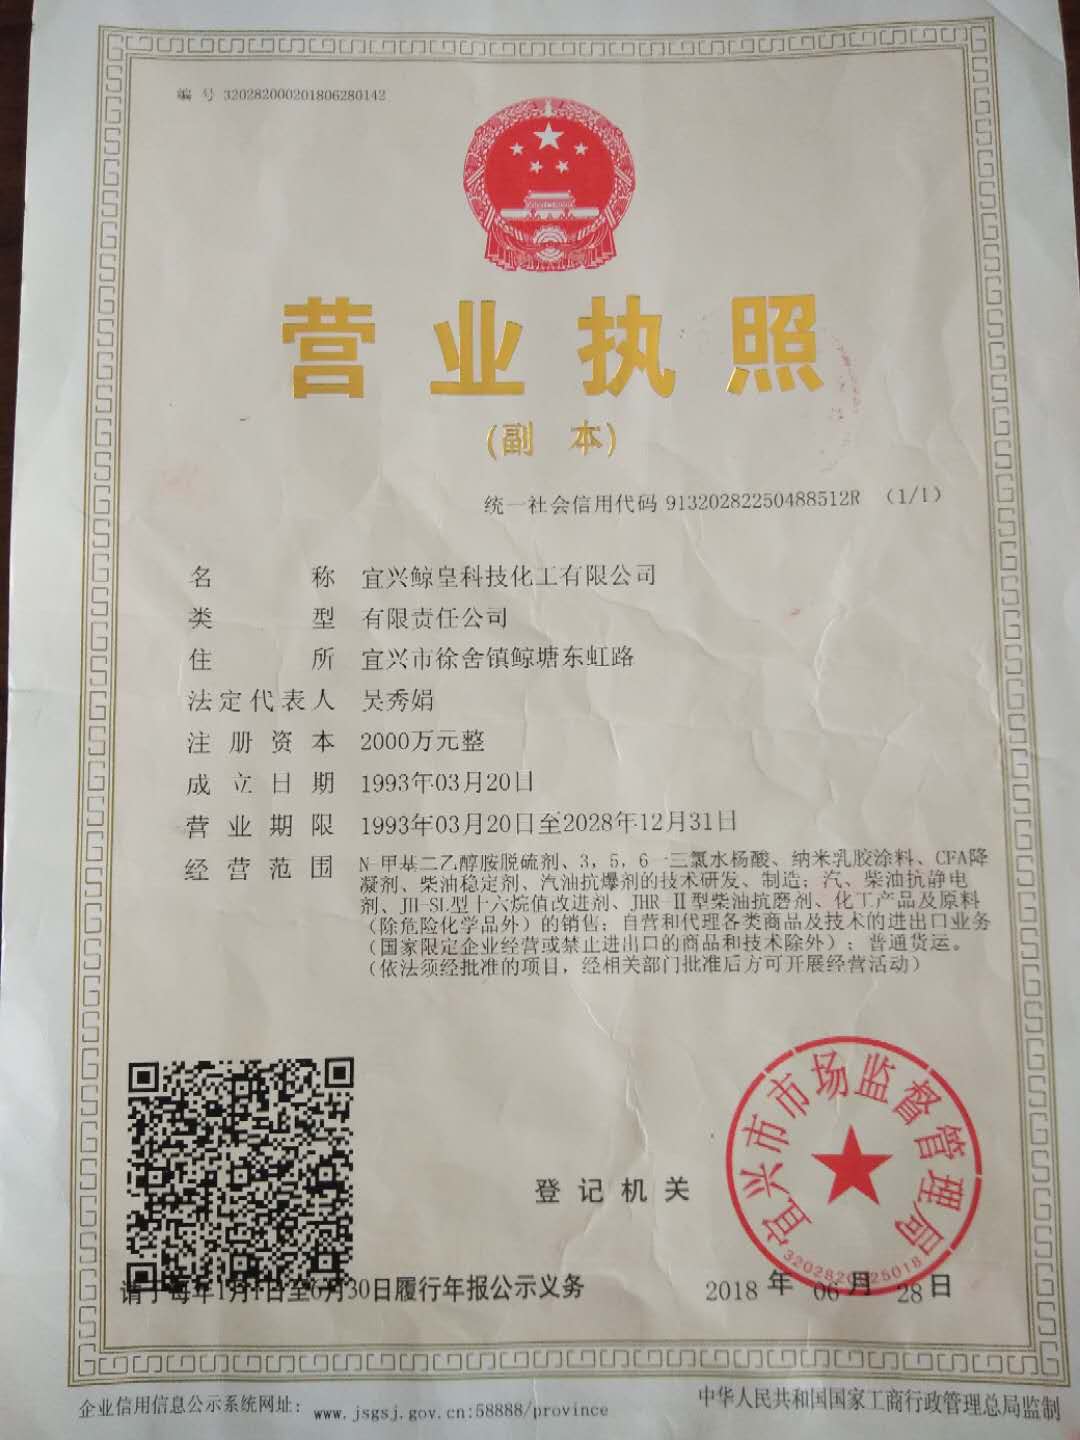 编 号 320282000201806280142
营业执照
(副 本)
统一社会信用代码 91320282250488512R （1/1）
名 称 宜兴鲸皇科技化工有限公司
类 型 有限责任公司
住 所 宜兴市徐舍镇鲸塘东虹路
法定代表人 吴秀娟
注册资本 2000万元整
成立日期 1993年03月20日
营业期限 1993年03月20日至2028年12月31日
经营范围 N-甲基二乙醇胺脱硫剂、3，5，6-三氯水杨酸、纳米乳胶涂料、CFA降
凝剂、柴油稳定剂、汽油抗爆剂的技术研发、制造；汽、柴油抗静电
剂、JH-SL型十六烷值改进剂、JHR-Ⅱ型柴油抗磨剂、化工产品及原料
（除危险化学品外）的销售；自营和代理各类商品及技术的进出口业务
（国家限定企业经营或禁止进出口的商品和技术除外）；普通货运。
（依法须经批准的项目，经相关部门批准后方可开展经营活动）
登记机关
宜兴市市场监督管理局
请于每年1月1日至6月30日履行年报公示义务
2018 年 06 月 28 日
企业信用信息公示系统网址：www.jsgsj.gov.cn:58888/province
中华人民共和国国家工商行政管理总局监制